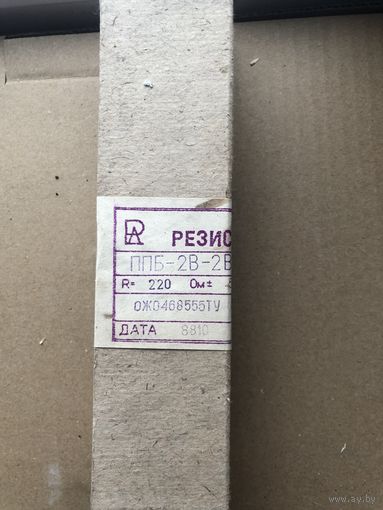 РЕЗИС
ППБ-2В-2В
R= 220 Ом±
ОЖ0468555ТУ
ДАТА 8810
www.ay.by